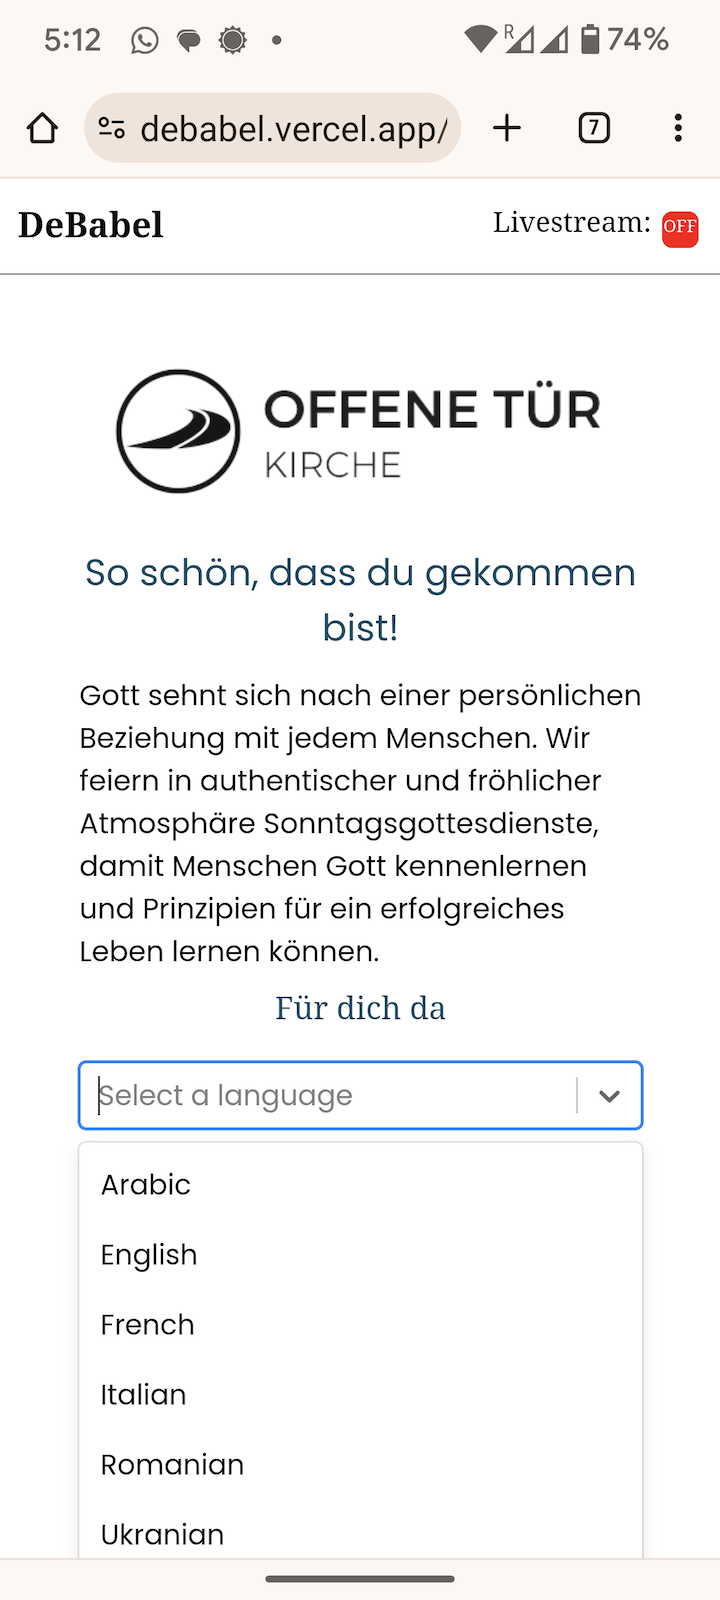 5:12
R
74%
debabel.vercel.app/
7
DeBabel
Livestream: OFF
OFFENE TÜR
KIRCHE
So schön, dass du gekommen
bist!
Gott sehnt sich nach einer persönlichen
Beziehung mit jedem Menschen. Wir
feiern in authentischer und fröhlicher
Atmosphäre Sonntagsgottesdienste,
damit Menschen Gott kennenlernen
und Prinzipien für ein erfolgreiches
Leben lernen können.
Für dich da
Select a language
Arabic
English
French
Italian
Romanian
Ukranian